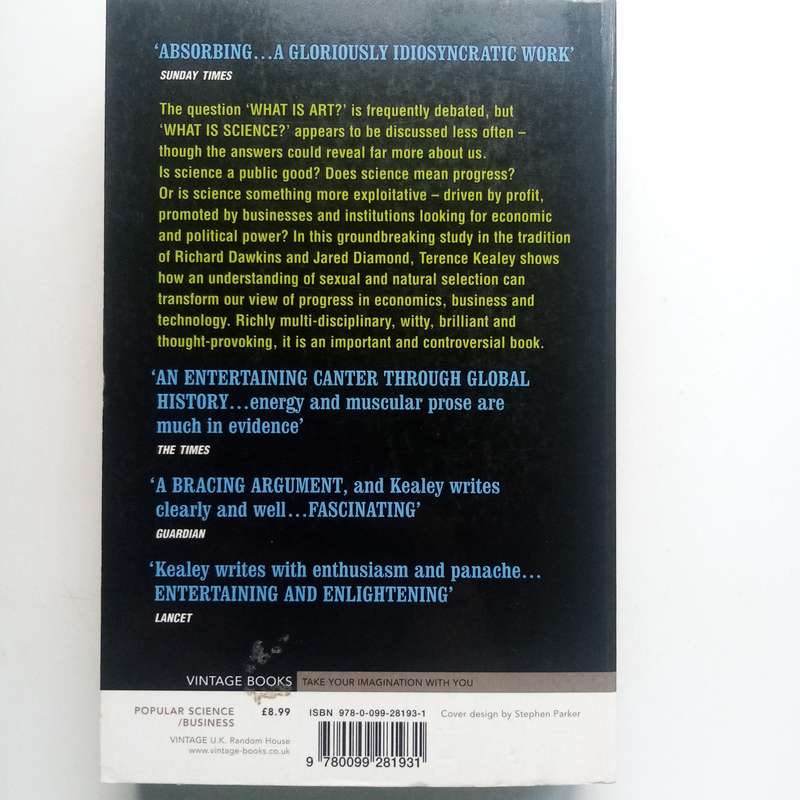 ‘ABSORBING...A GLORIOUSLY IDIOSYNCRATIC WORK’
SUNDAY TIMES
The question ‘WHAT IS ART?’ is frequently debated, but
‘WHAT IS SCIENCE?’ appears to be discussed less often –
though the answers could reveal far more about us.
Is science a public good? Does science mean progress?
Or is science something more exploitative – driven by profit,
promoted by businesses and institutions looking for economic
and political power? In this groundbreaking study in the tradition
of Richard Dawkins and Jared Diamond, Terence Kealey shows
how an understanding of sexual and natural selection can
transform our view of progress in economics, business and
technology. Richly multi-disciplinary, witty, brilliant and
thought-provoking, it is an important and controversial book.
‘AN ENTERTAINING CANTER THROUGH GLOBAL
HISTORY...energy and muscular prose are
much in evidence’
THE TIMES
‘A BRACING ARGUMENT, and Kealey writes
clearly and well...FASCINATING’
GUARDIAN
‘Kealey writes with enthusiasm and panache...
ENTERTAINING AND ENLIGHTENING’
LANCET
VINTAGE BOOKS TAKE YOUR IMAGINATION WITH YOU
POPULAR SCIENCE
/BUSINESS
£8.99
VINTAGE U.K. Random House
www.vintage-books.co.uk
ISBN 978-0-099-28193-1
9 780099 281931
Cover design by Stephen Parker